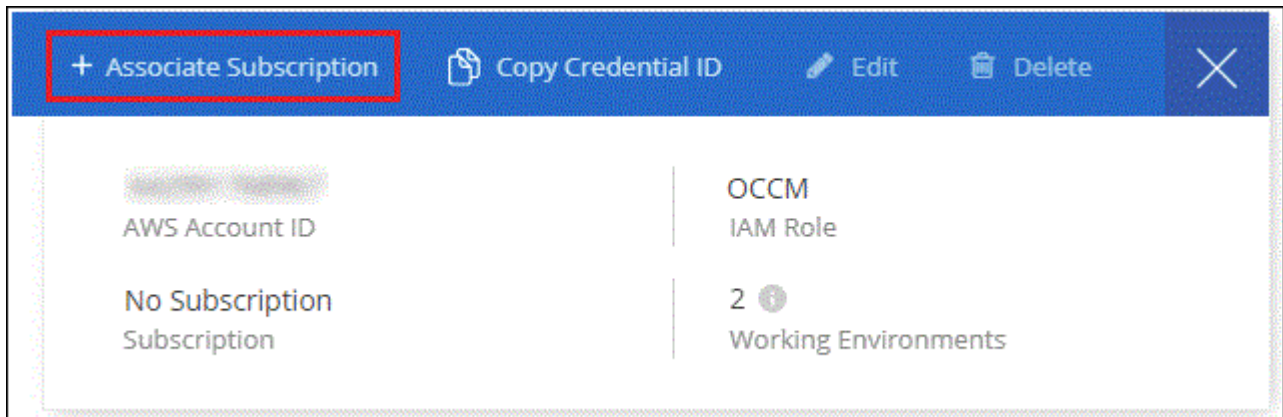 + Associate Subscription Copy Credential ID Edit Delete
OCCM
AWS Account ID IAM Role
No Subscription 2
Subscription Working Environments